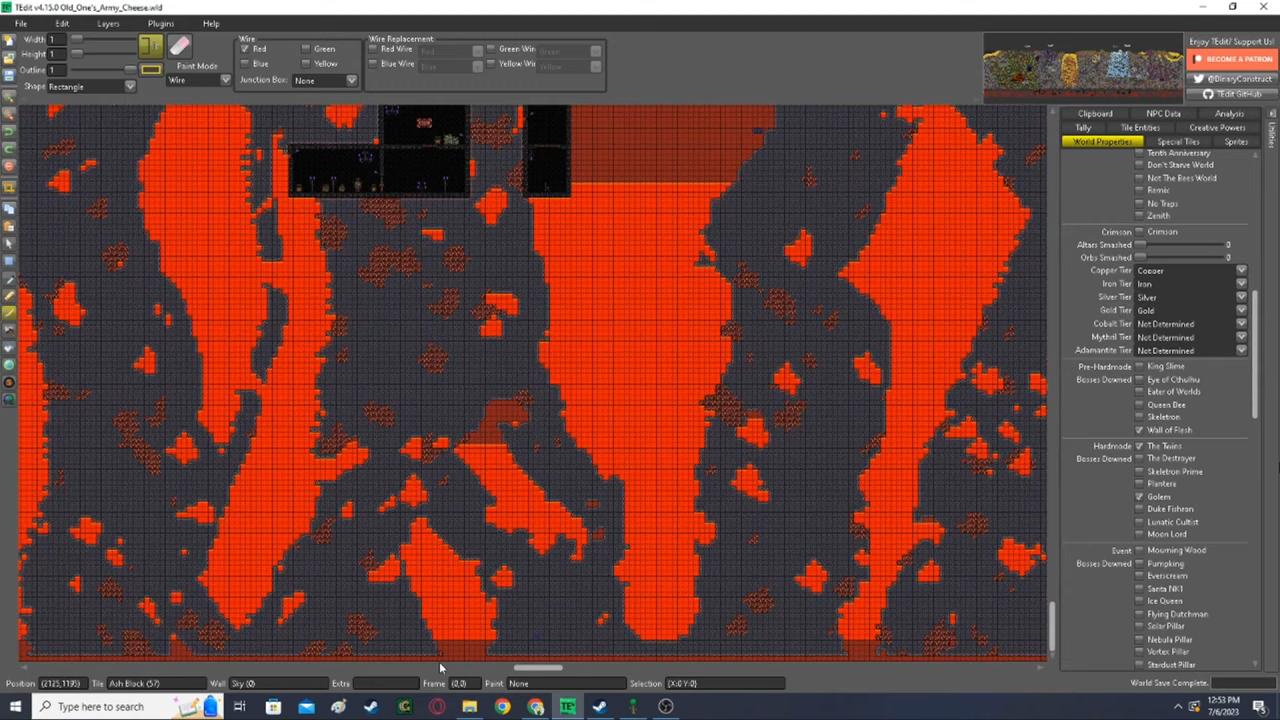 TEdit v4.15.0 Old_One's_Army_Cheese.wld
File Edit Layers Plugins Help
Width 1
Height 1
Outline 1
Shape Rectangle
Paint Mode
Wire
Wire
Red Green
Blue Yellow
Junction Box: None
Wire Replacement
Red Wire Red Green Win Green
Blue Wire Blue Yellow Win Yellow
Enjoy TEdit? Support Us!
BECOME A PATRON
@BinaryConstruct
TEdit GitHub
Clipboard NPC Data Analysis
Tally Tile Entities Creative Powers
World Properties Special Tiles Sprites
Utilities
Tenth Anniversary
Don't Starve World
Not The Bees World
Remix
No Traps
Zenith
Crimson Crimson
Altars Smashed 0
Orbs Smashed 0
Copper Tier Copper
Iron Tier Iron
Silver Tier Silver
Gold Tier Gold
Cobalt Tier Not Determined
Mythril Tier Not Determined
Adamantite Tier Not Determined
Pre-Hardmode King Slime
Bosses Downed Eye of Cthulhu
Eater of Worlds
Queen Bee
Skeletron
Wall of Flesh
Hardmode The Twins
Bosses Downed The Destroyer
Skeletron Prime
Plantera
Golem
Duke Fishron
Lunatic Cultist
Moon Lord
Event Mourning Wood
Bosses Downed Pumpking
Everscream
Santa NK1
Ice Queen
Flying Dutchman
Solar Pillar
Nebula Pillar
Vortex Pillar
Stardust Pillar
Position (2125,1195) Tile Ash Block (57) Wall Sky (0) Extra Frame (0,0) Paint None Selection {X:0 Y:0} World Save Complete.
Type here to search
12:53 PM
7/6/2023